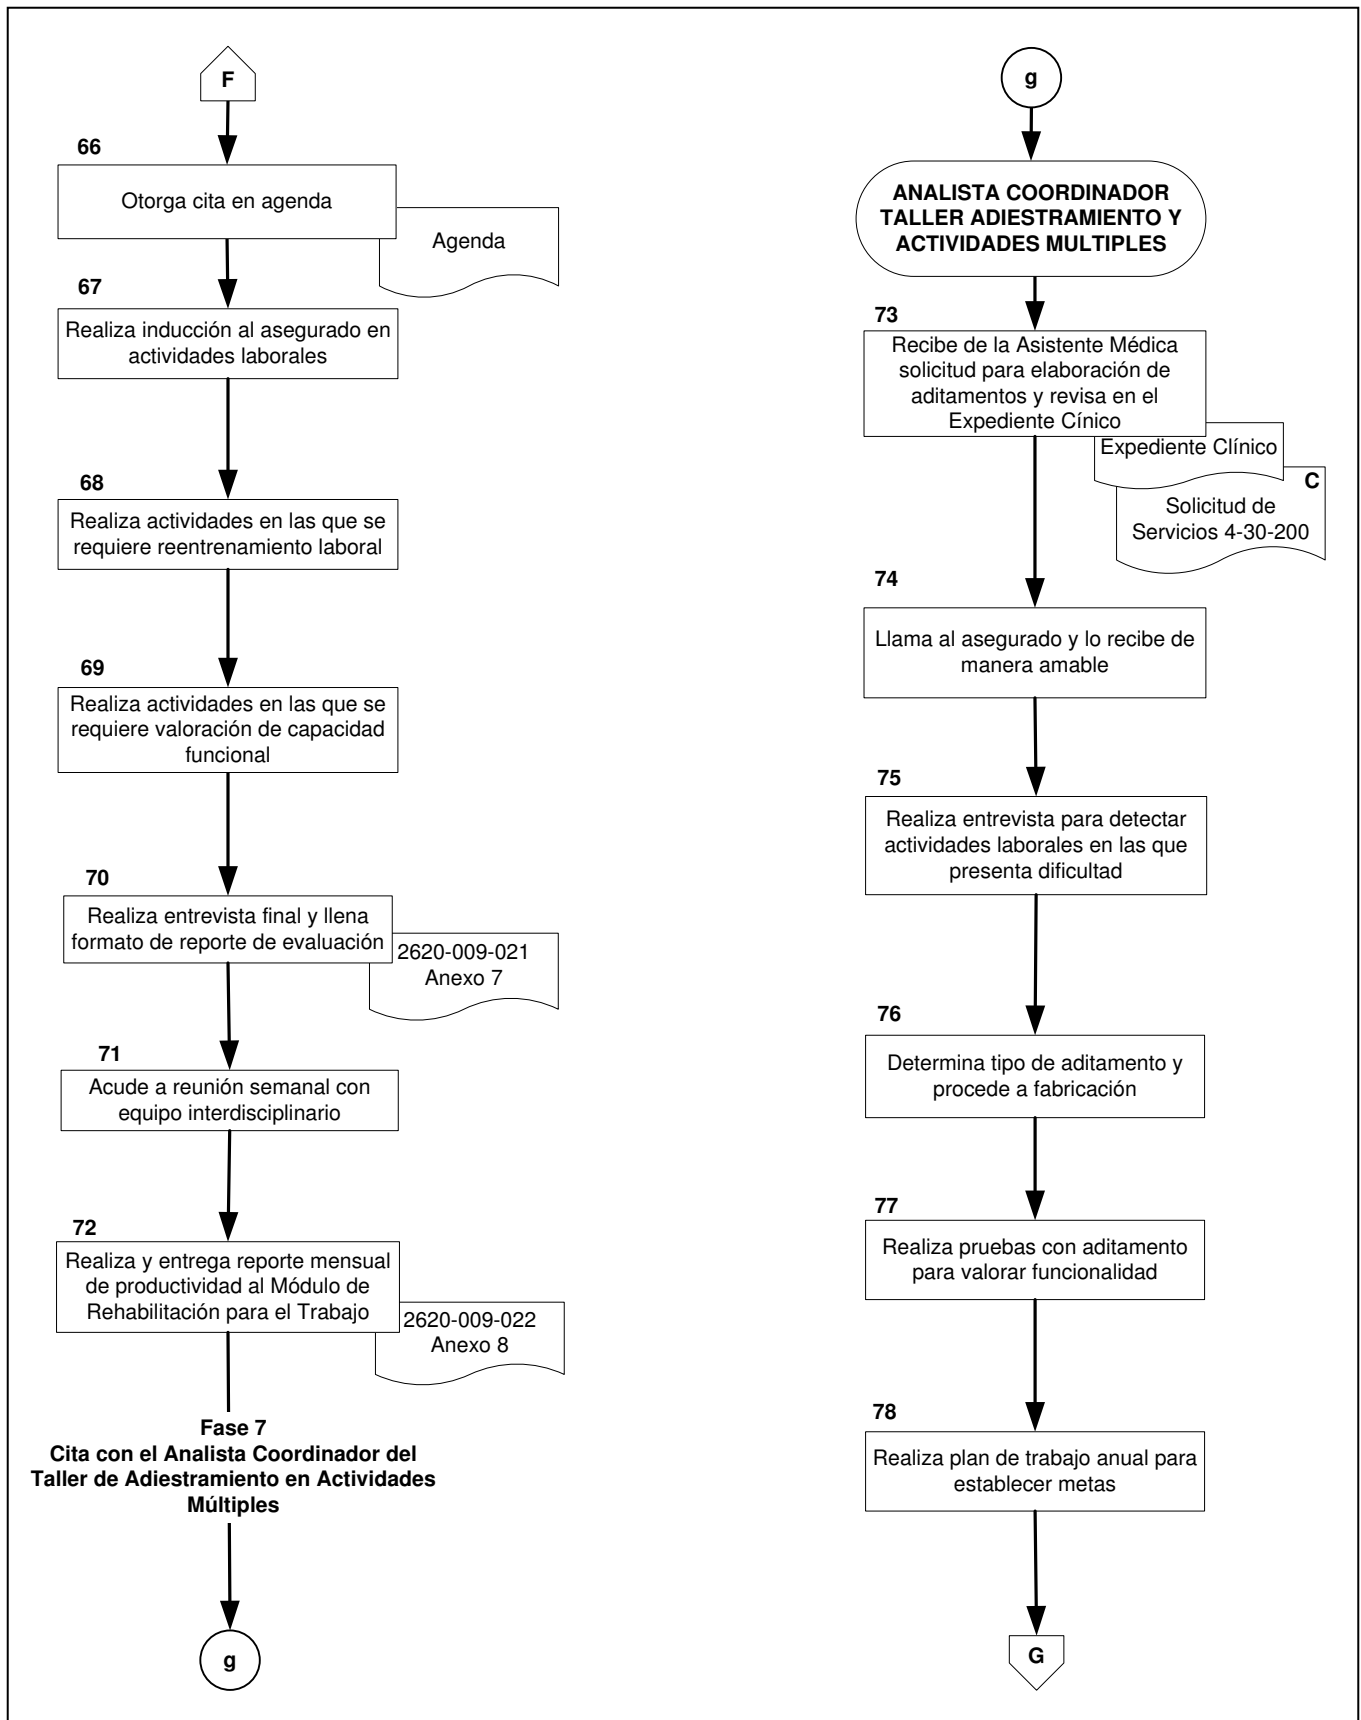 F
66
Otorga cita en agenda
Agenda
67
Realiza inducción al asegurado en
actividades laborales
68
Realiza actividades en las que se
requiere reentrenamiento laboral
69
Realiza actividades en las que se
requiere valoración de capacidad
funcional
70
Realiza entrevista final y llena
formato de reporte de evaluación
2620-009-021
Anexo 7
71
Acude a reunión semanal con
equipo interdisciplinario
72
Realiza y entrega reporte mensual
de productividad al Módulo de
Rehabilitación para el Trabajo
2620-009-022
Anexo 8
Fase 7
Cita con el Analista Coordinador del
Taller de Adiestramiento en Actividades
Múltiples
g
g
ANALISTA COORDINADOR
TALLER ADIESTRAMIENTO Y
ACTIVIDADES MULTIPLES
73
Recibe de la Asistente Médica
solicitud para elaboración de
aditamentos y revisa en el
Expediente Cínico
Expediente Clínico
C
Solicitud de
Servicios 4-30-200
74
Llama al asegurado y lo recibe de
manera amable
75
Realiza entrevista para detectar
actividades laborales en las que
presenta dificultad
76
Determina tipo de aditamento y
procede a fabricación
77
Realiza pruebas con aditamento
para valorar funcionalidad
78
Realiza plan de trabajo anual para
establecer metas
G